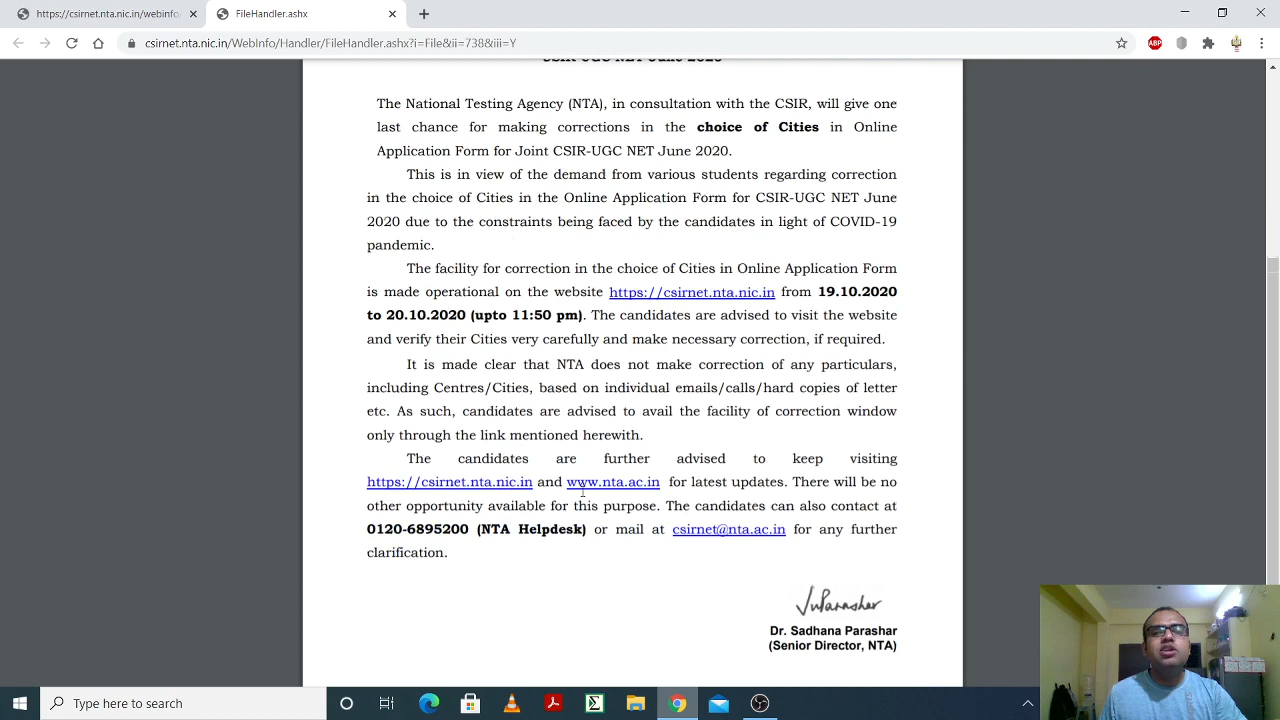 https://csirnet.nta.nic.in/webinfo
FileHandler.ashx
csirnet.nta.nic.in/WebInfo/Handler/FileHandler.ashx?i=File&ii=738&iii=Y
ABP
CSIR-UGC NET June 2020
The National Testing Agency (NTA), in consultation with the CSIR, will give one
last chance for making corrections in the choice of Cities in Online
Application Form for Joint CSIR-UGC NET June 2020.
This is in view of the demand from various students regarding correction
in the choice of Cities in the Online Application Form for CSIR-UGC NET June
2020 due to the constraints being faced by the candidates in light of COVID-19
pandemic.
The facility for correction in the choice of Cities in Online Application Form
is made operational on the website https://csirnet.nta.nic.in from 19.10.2020
to 20.10.2020 (upto 11:50 pm). The candidates are advised to visit the website
and verify their Cities very carefully and make necessary correction, if required.
It is made clear that NTA does not make correction of any particulars,
including Centres/Cities, based on individual emails/calls/hard copies of letter
etc. As such, candidates are advised to avail the facility of correction window
only through the link mentioned herewith.
The candidates are further advised to keep visiting
https://csirnet.nta.nic.in and www.nta.ac.in for latest updates. There will be no
other opportunity available for this purpose. The candidates can also contact at
0120-6895200 (NTA Helpdesk) or mail at csirnet@nta.ac.in for any further
clarification.
Dr. Sadhana Parashar
(Senior Director, NTA)
Type here to search